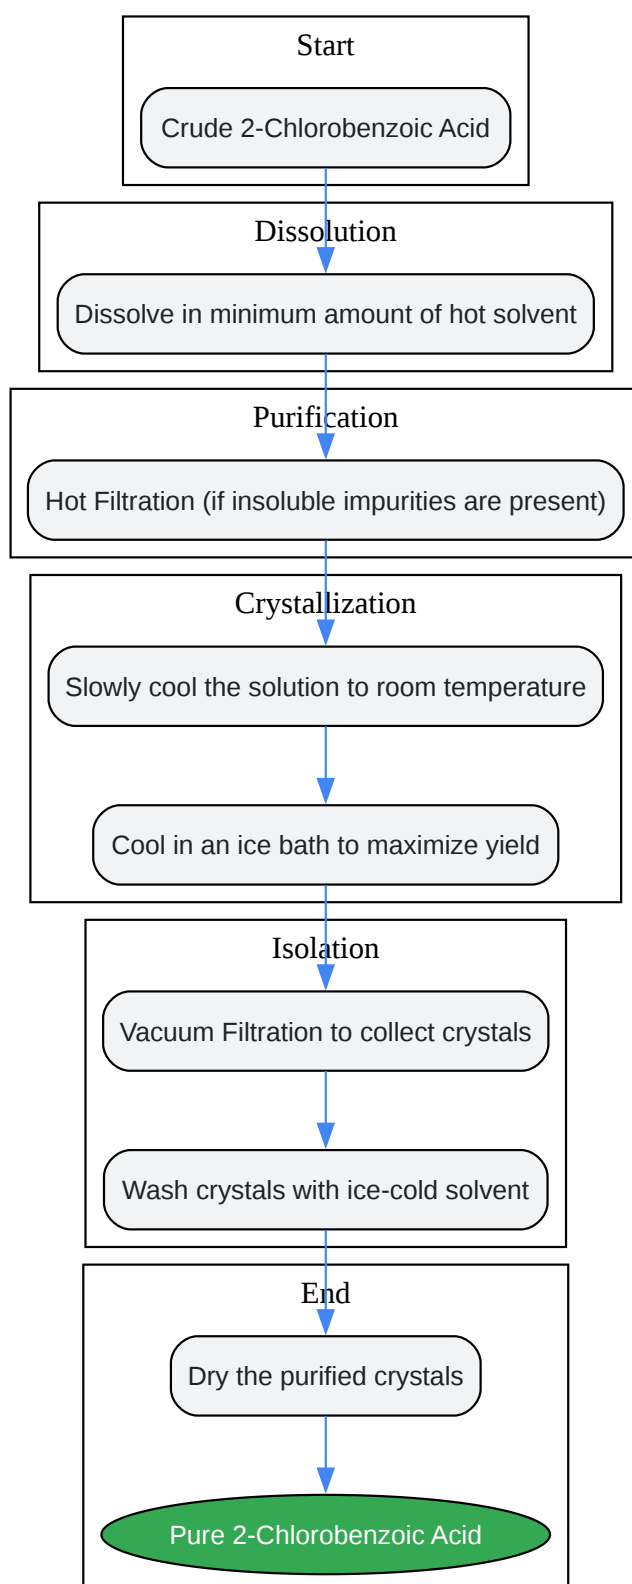 Start
Crude 2-Chlorobenzoic Acid
Dissolution
Dissolve in minimum amount of hot solvent
Purification
Hot Filtration (if insoluble impurities are present)
Crystallization
Slowly cool the solution to room temperature
Cool in an ice bath to maximize yield
Isolation
Vacuum Filtration to collect crystals
Wash crystals with ice-cold solvent
End
Dry the purified crystals
Pure 2-Chlorobenzoic Acid